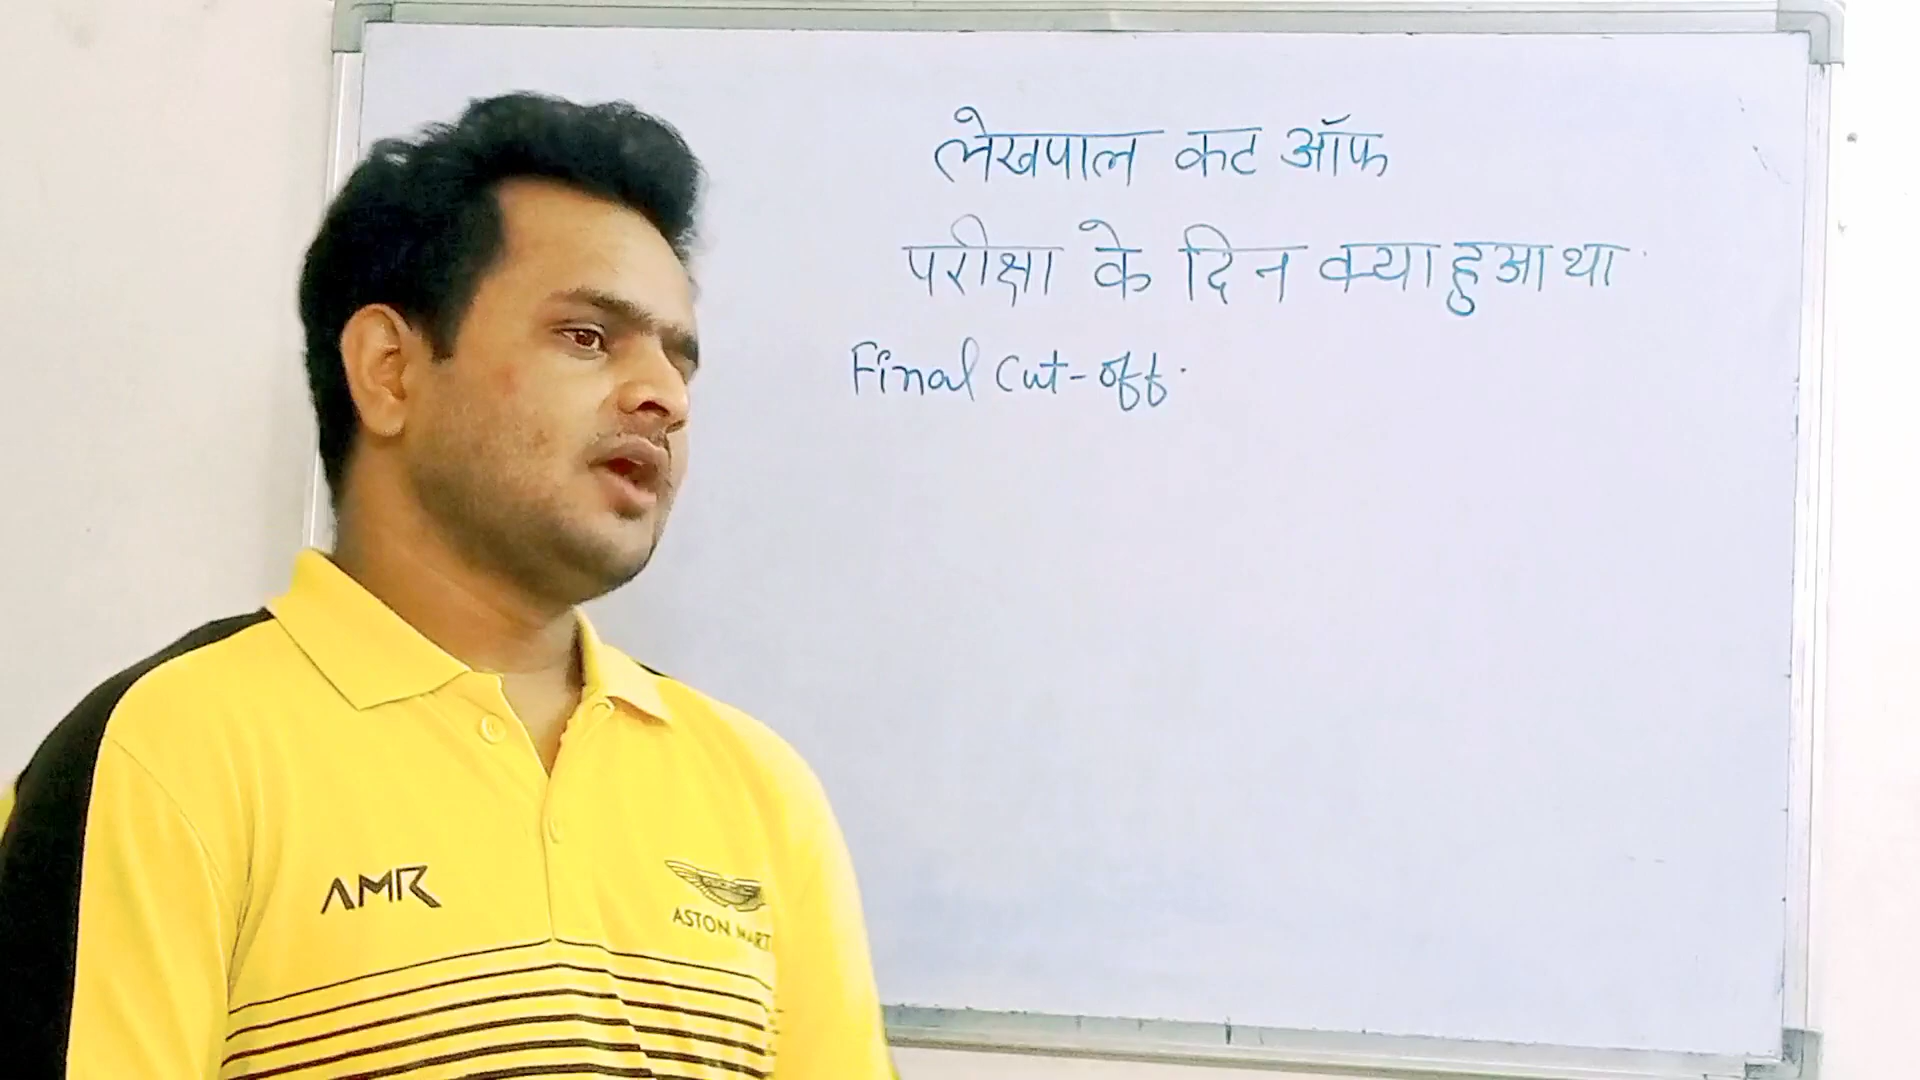 लेखपाल कट ऑफ
परीक्षा के दिन क्या हुआ था
Final cut-off.
AMR
ASTON MART